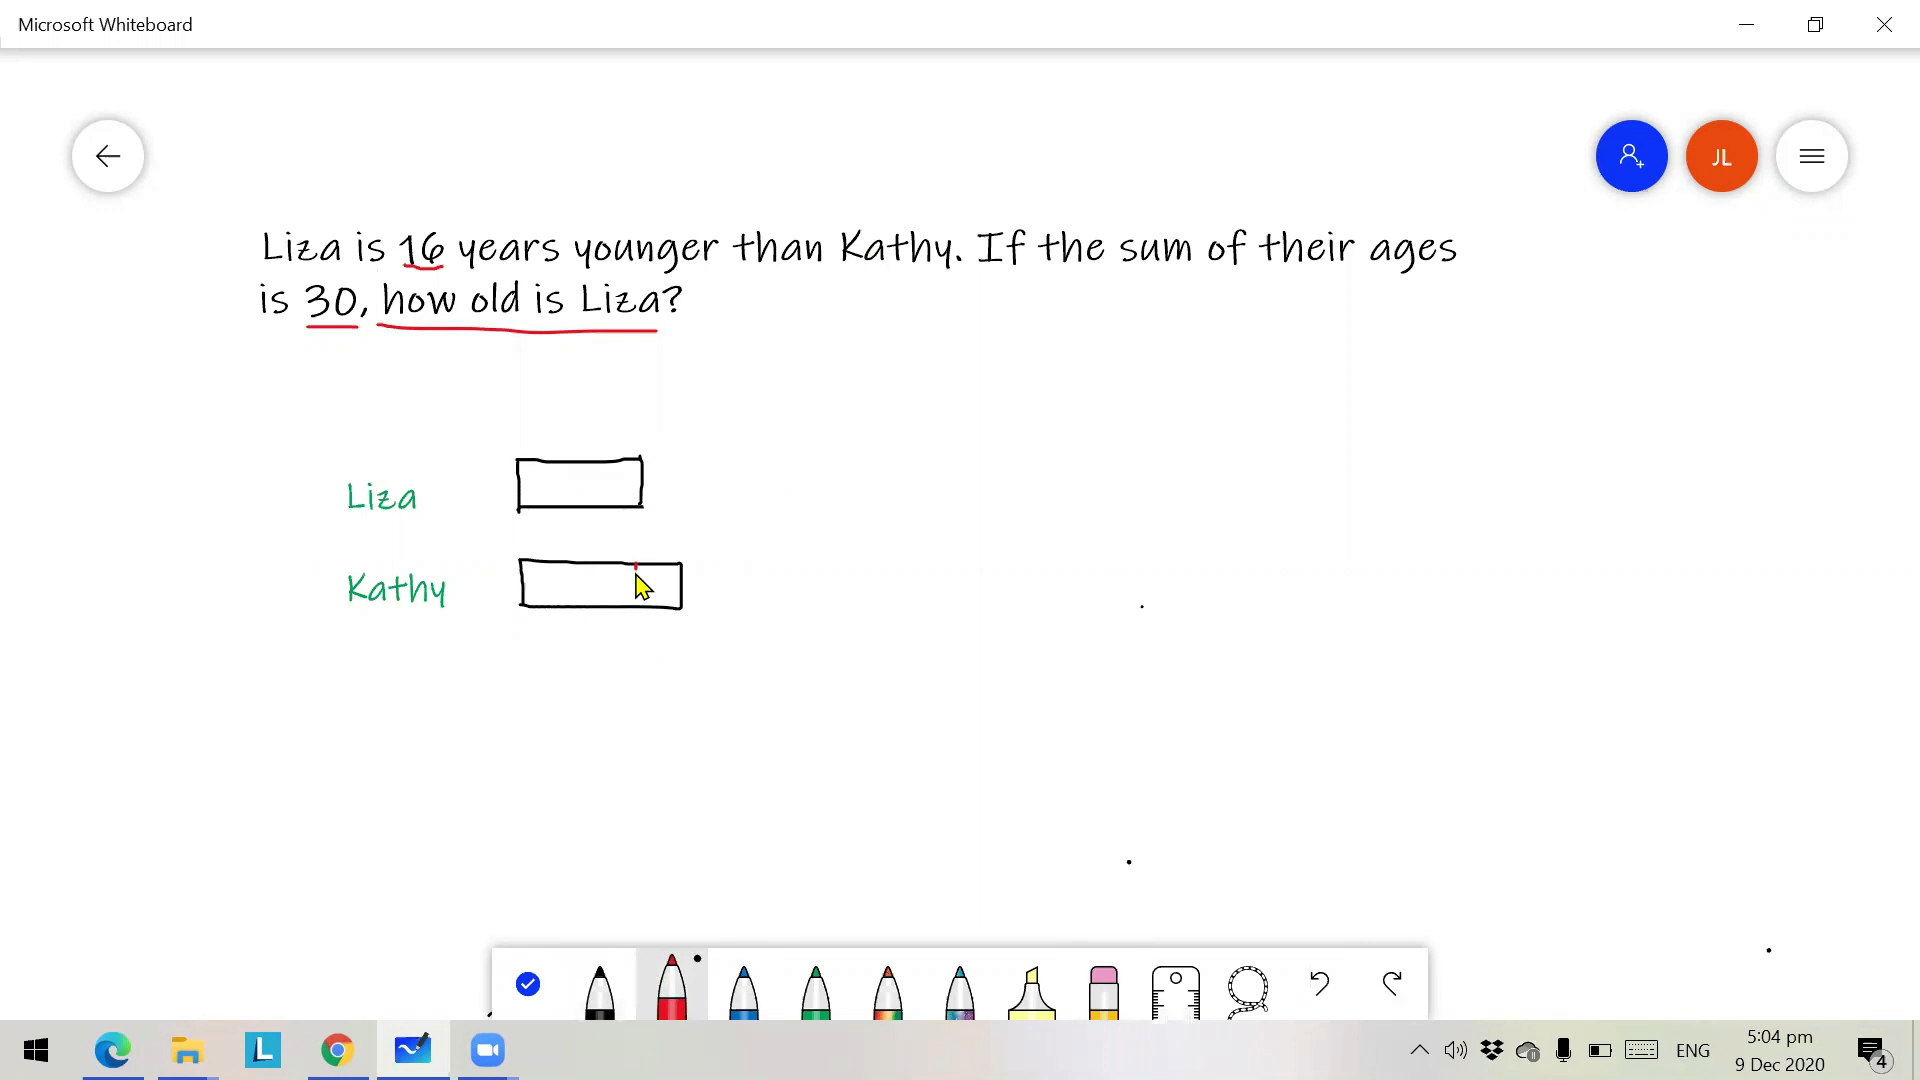 Microsoft Whiteboard
JL
Liza is 16 years younger than Kathy. If the sum of their ages
is 30, how old is Liza?
Liza
Kathy
L
ENG
5:04 pm
9 Dec 2020
4